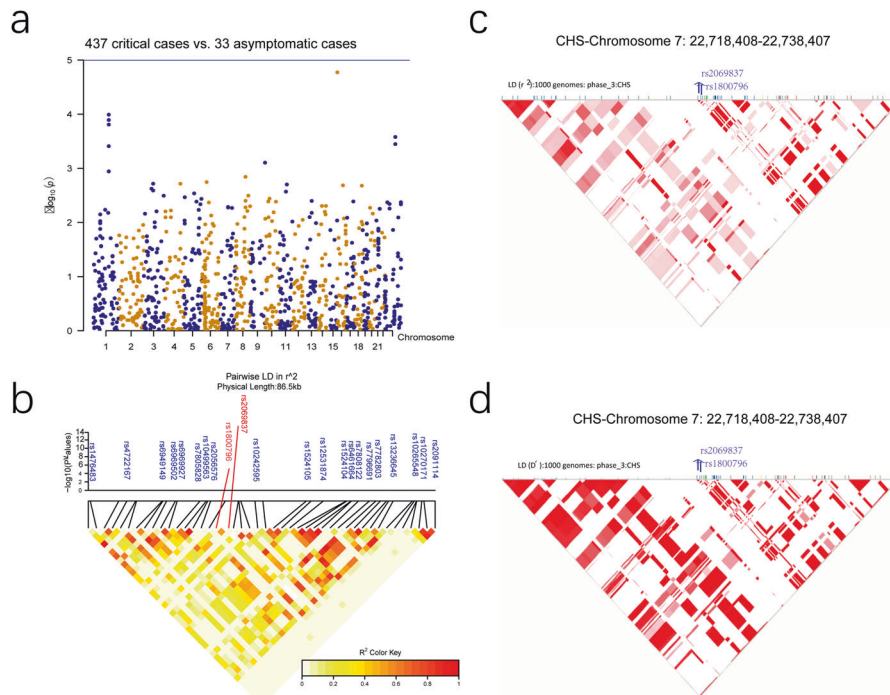 a
437 critical cases vs. 33 asymptomatic cases
5
4
3
2
1
0
log10(p)
1 2 3 4 5 6 7 8 9 11 13 15 18 21
Chromosome
b
Pairwise LD in r^2
Physical Length:86.5kb
−log10(PValues)
14
12
10
8
6
4
2
0
rs1476483
rs4722167
rs6949149
rs6969502
rs6969927
rs7805828
rs10499563
rs2056576
rs1800796
rs2069837
rs10242595
rs1524105
rs12531874
rs1524104
rs6461664
rs7808122
rs7796691
rs7782803
rs13236645
rs10265548
rs10270171
rs2091114
R2 Color Key
0 0.2 0.4 0.6 0.8 1
c
CHS-Chromosome 7: 22,718,408-22,738,407
rs2069837
LD (r 2):1000 genomes: phase_3:CHS
rs1800796
d
CHS-Chromosome 7: 22,718,408-22,738,407
rs2069837
LD (D' ):1000 genomes: phase_3:CHS
rs1800796